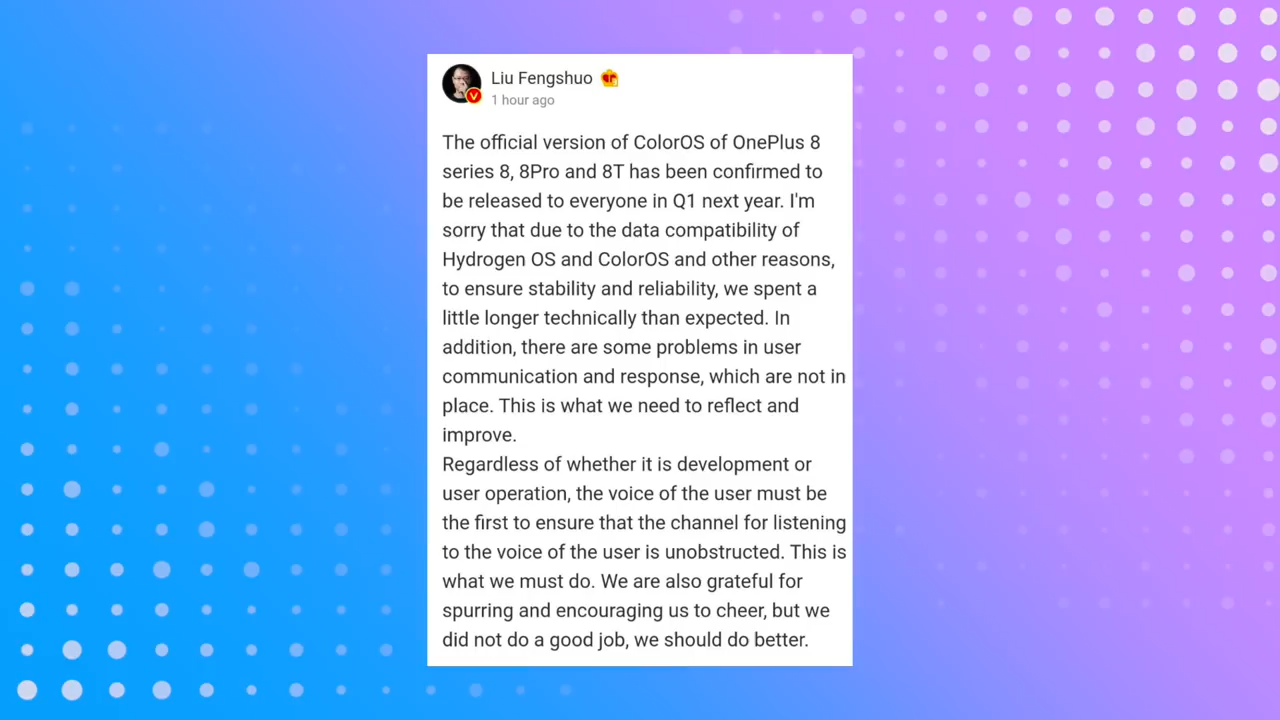 Liu Fengshuo
1 hour ago
The official version of ColorOS of OnePlus 8
series 8, 8Pro and 8T has been confirmed to
be released to everyone in Q1 next year. I'm
sorry that due to the data compatibility of
Hydrogen OS and ColorOS and other reasons,
to ensure stability and reliability, we spent a
little longer technically than expected. In
addition, there are some problems in user
communication and response, which are not in
place. This is what we need to reflect and
improve.
Regardless of whether it is development or
user operation, the voice of the user must be
the first to ensure that the channel for listening
to the voice of the user is unobstructed. This is
what we must do. We are also grateful for
spurring and encouraging us to cheer, but we
did not do a good job, we should do better.